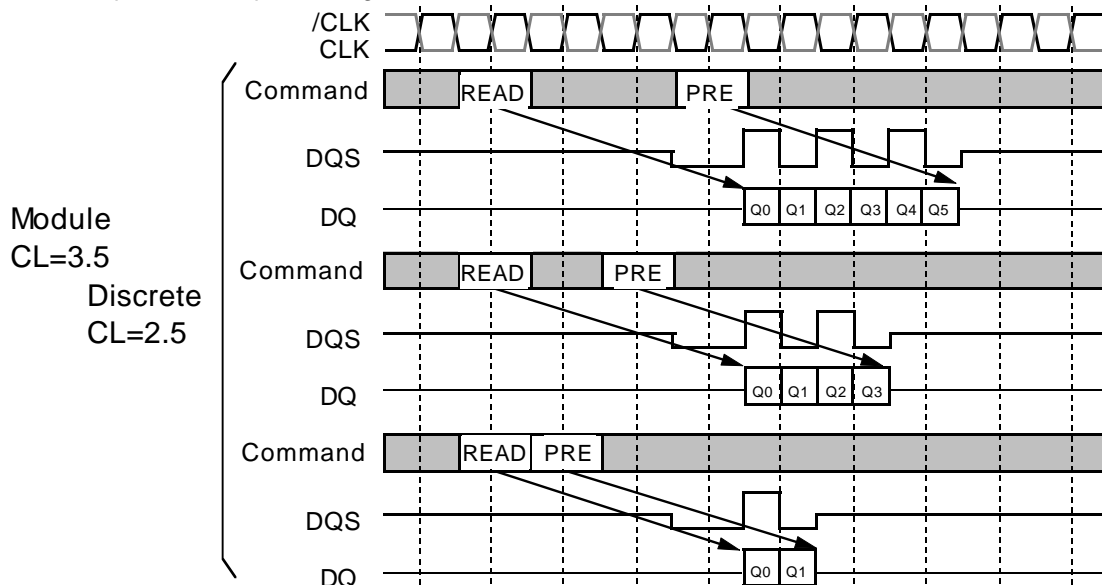 /CLK
CLK
Command
READ
PRE
DQS
DQ
Q0 Q1 Q2 Q3 Q4 Q5
Module
CL=3.5
Discrete
CL=2.5
Command
READ
PRE
DQS
DQ
Q0 Q1 Q2 Q3
Command
READ
PRE
DQS
DQ
Q0 Q1